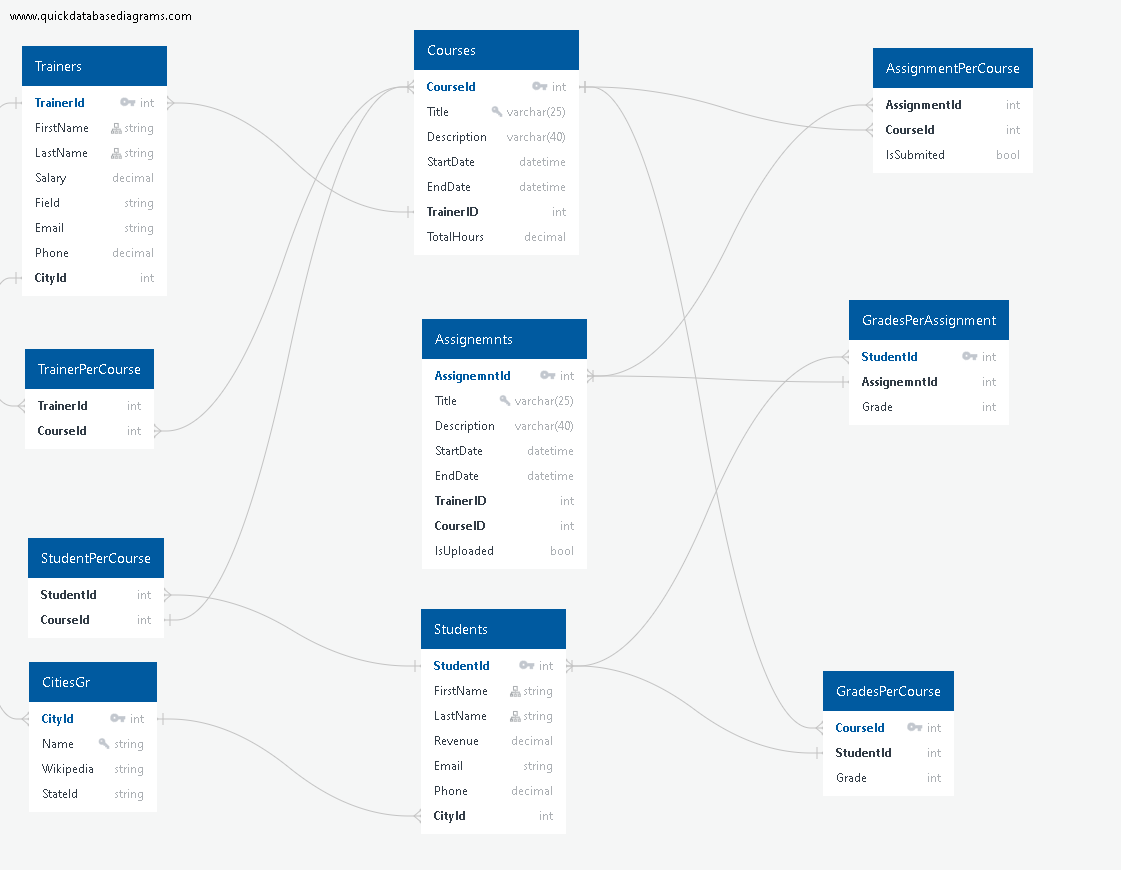 www.quickdatabasediagrams.com
Trainers
TrainerId int
FirstName string
LastName string
Salary decimal
Field string
Email string
Phone decimal
CityId int
TrainerPerCourse
TrainerId int
CourseId int
StudentPerCourse
StudentId int
CourseId int
CitiesGr
CityId int
Name string
Wikipedia string
StateId string
Courses
CourseId int
Title varchar(25)
Description varchar(40)
StartDate datetime
EndDate datetime
TrainerID int
TotalHours decimal
Assignemnts
AssignemntId int
Title varchar(25)
Description varchar(40)
StartDate datetime
EndDate datetime
TrainerID int
CourseID int
IsUploaded bool
Students
StudentId int
FirstName string
LastName string
Revenue decimal
Email string
Phone decimal
CityId int
AssignmentPerCourse
AssignmentId int
CourseId int
IsSubmited bool
GradesPerAssignment
StudentId int
AssignemntId int
Grade int
GradesPerCourse
CourseId int
StudentId int
Grade int